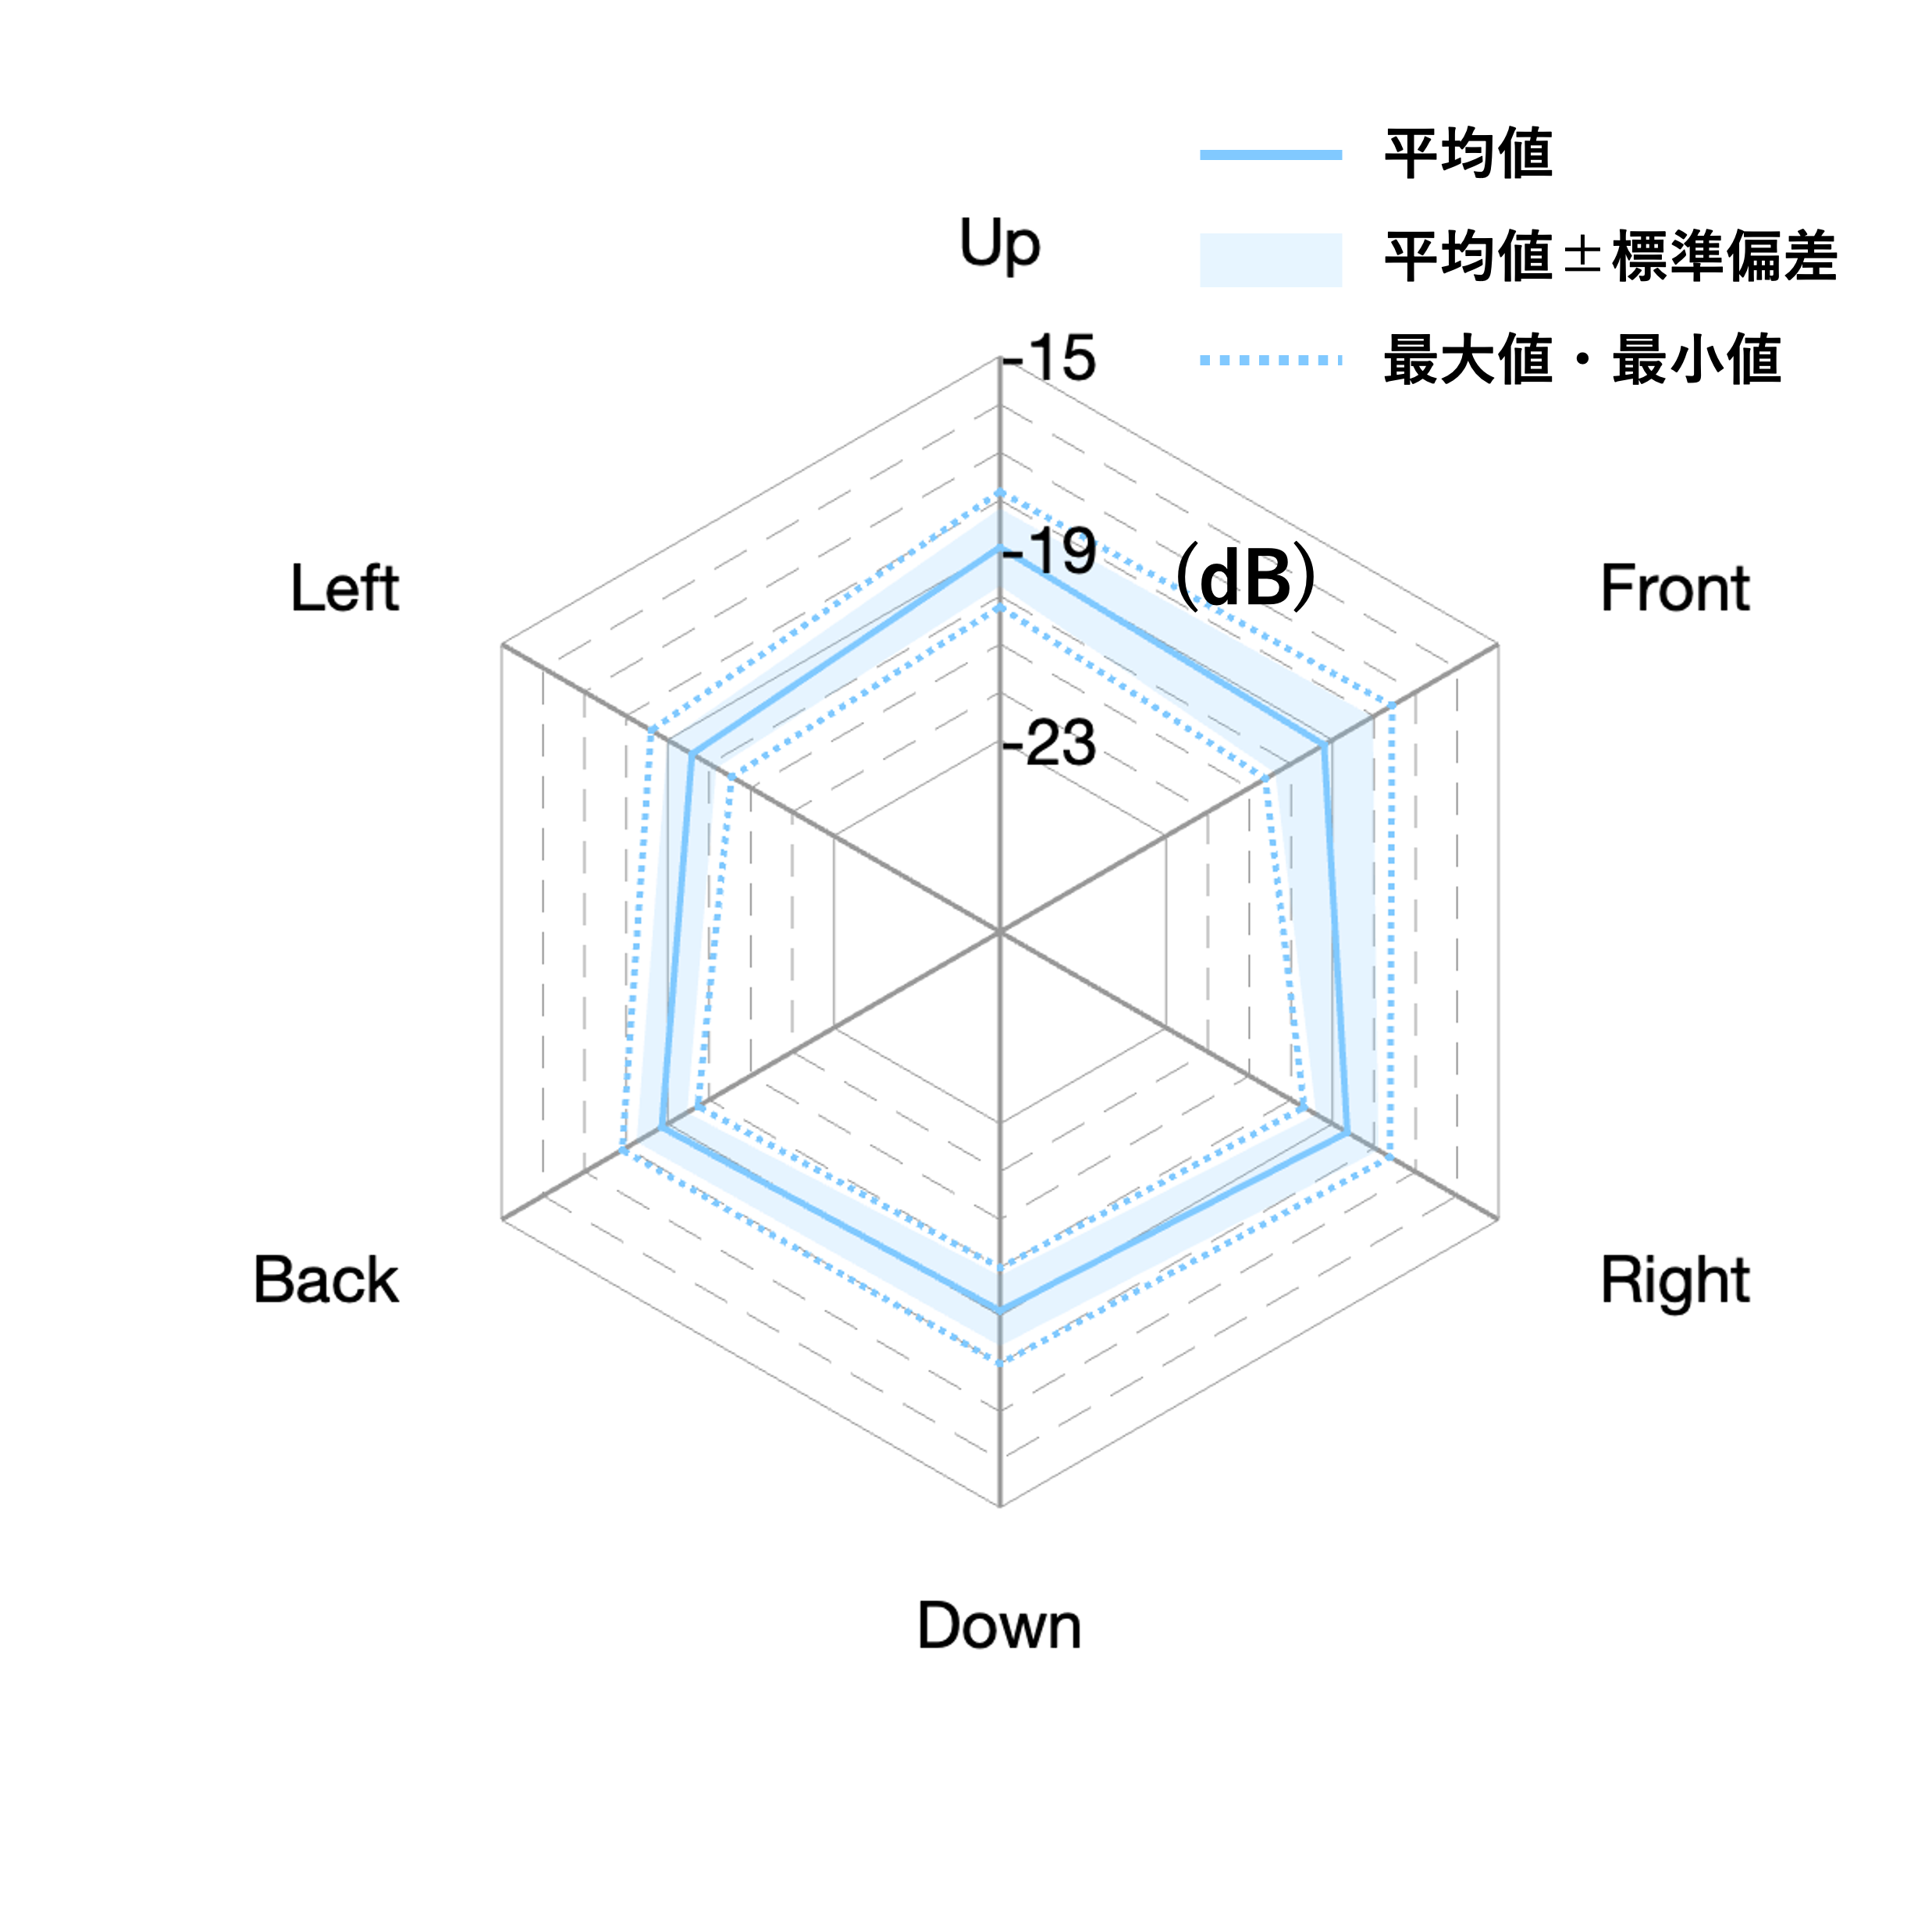 平均値
平均値±標準偏差
最大値・最小値
Up
-15
-19
(dB)
-23
Left
Front
Back
Right
Down